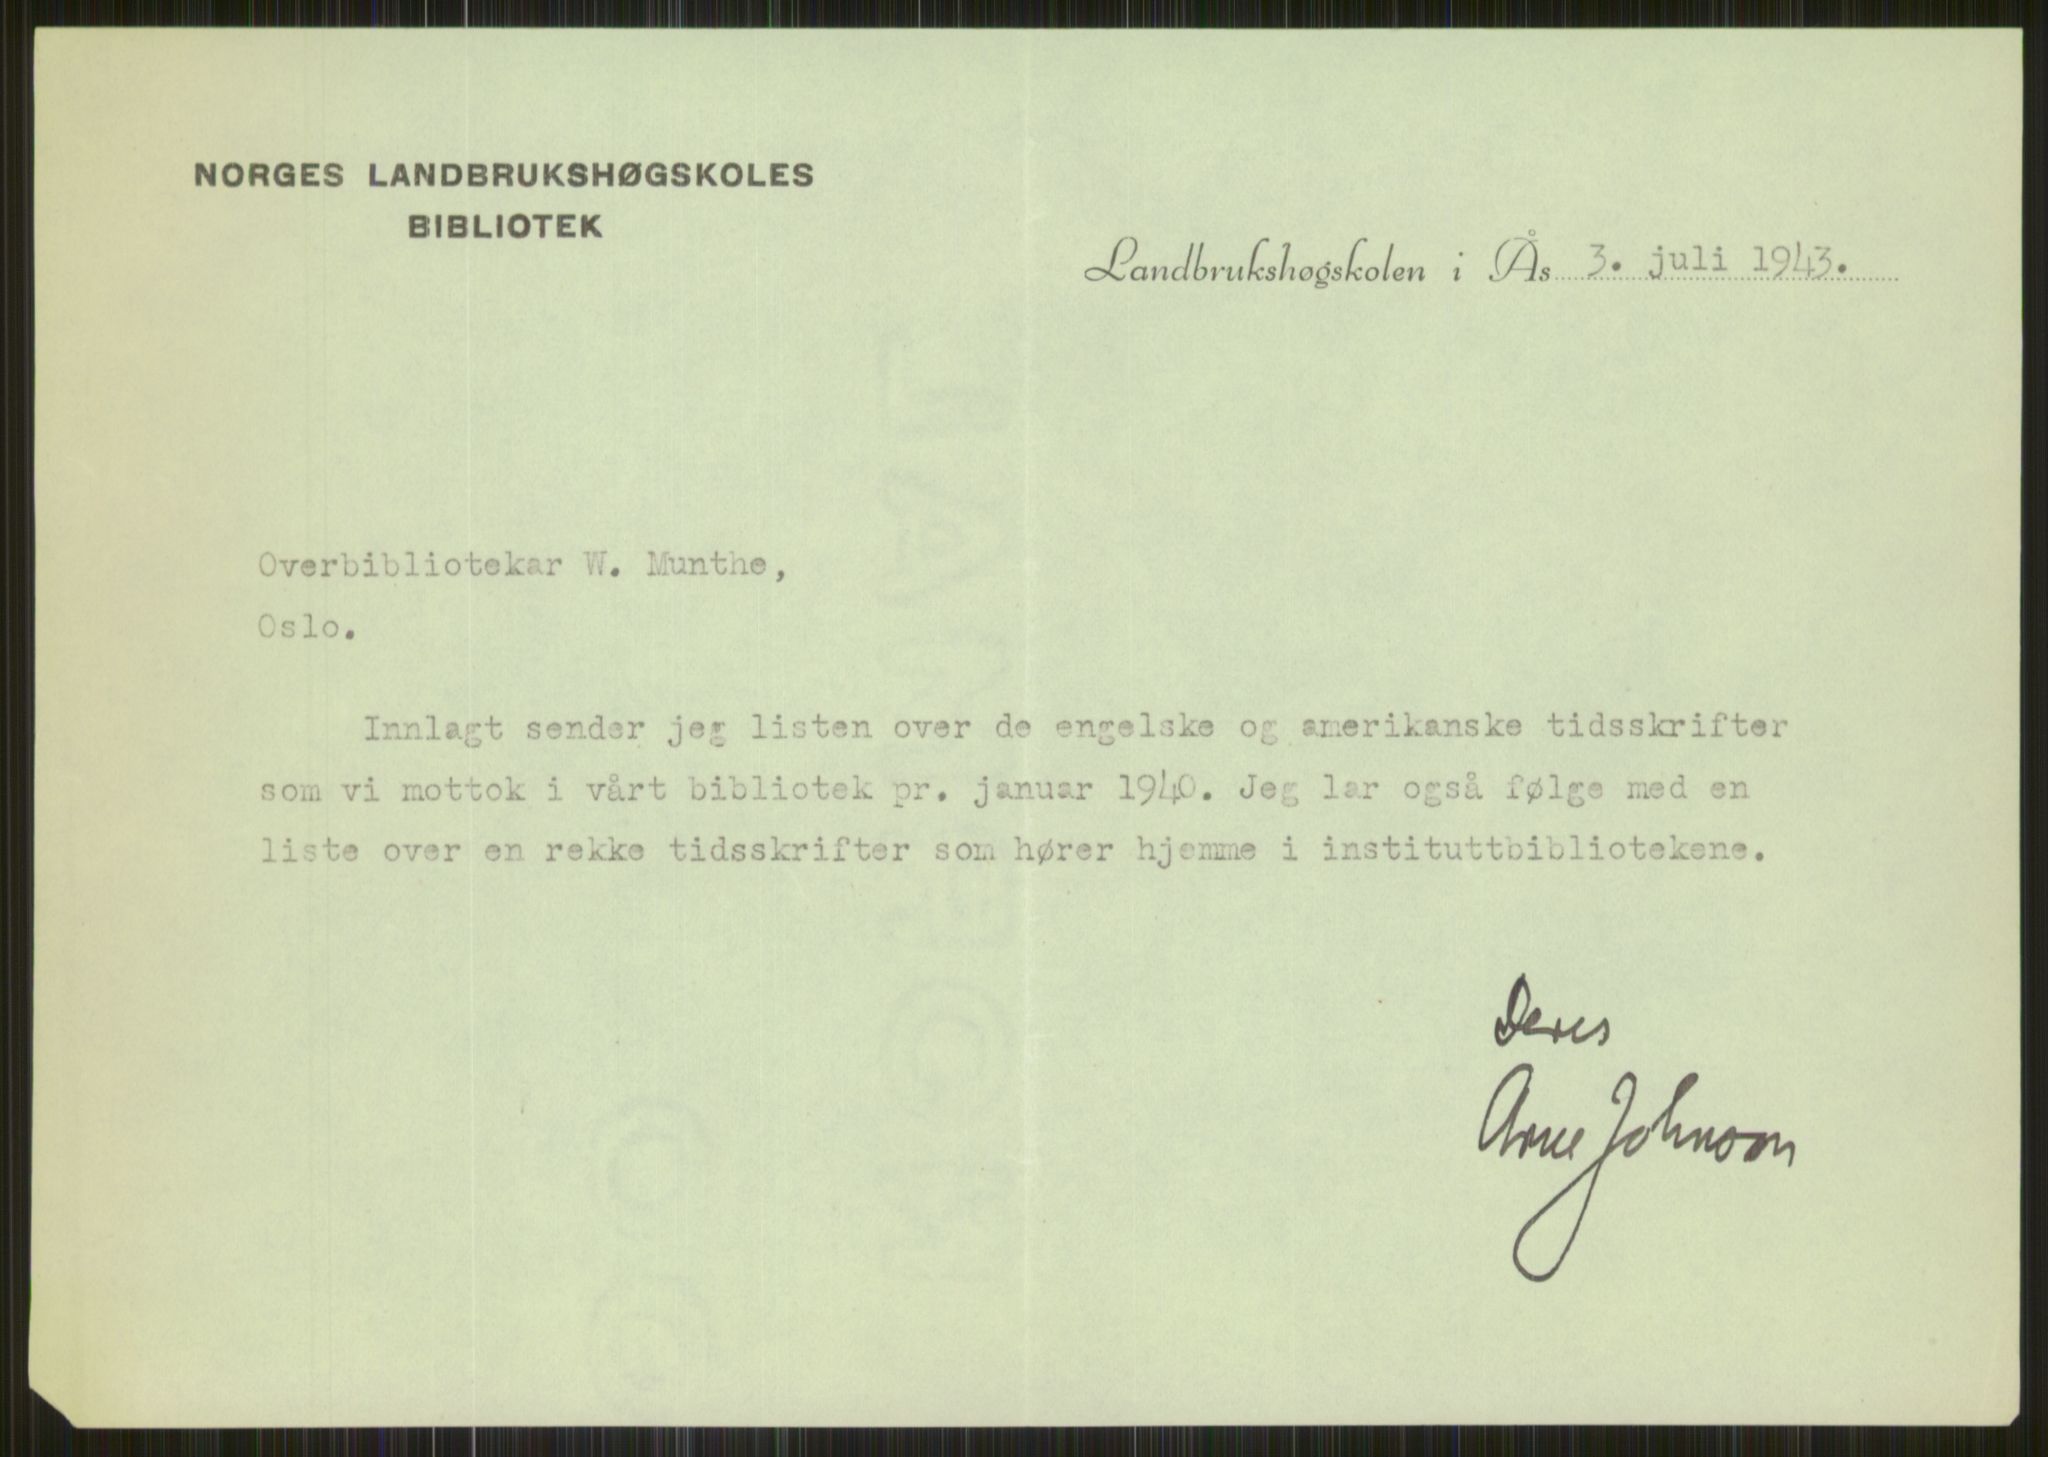 NORGES LANDBRUKSHØGSKOLES
BIBLIOTEK
Landbrukshøgskolen i Ås 3. juli 1943.
Overbibliotekar W. Munthe,
Oslo.
Innlagt sender jeg listen over de engelske og amerikanske tidsskrifter
som vi mottok i vårt bibliotek pr. januar 1940. Jeg lar også følge med en
liste over en rekke tidsskrifter som hører hjemme i instituttbibliotekene.
Deres
Arne Johnson